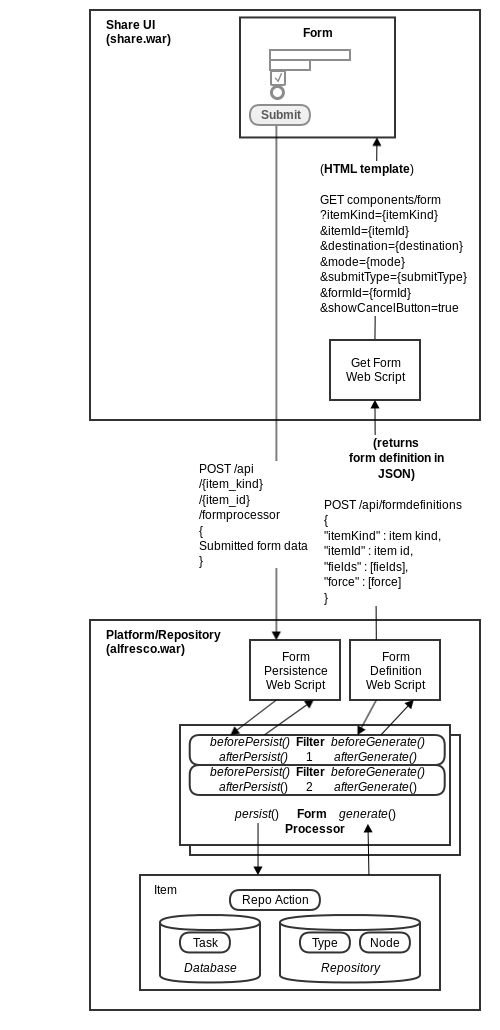 Share UI
(share.war)
Form
Submit
(HTML template)
GET components/form
?itemKind={itemKind}
&itemId={itemId}
&destination={destination}
&mode={mode}
&submitType={submitType}
&formId={formId}
&showCancelButton=true
Get Form
Web Script
(returns
form definition in
JSON)
POST /api
/{item_kind}
/{item_id}
/formprocessor
{
Submitted form data
}
POST /api/formdefinitions
{
"itemKind" : item kind,
"itemId" : item id,
"fields" : [fields],
"force" : [force]
}
Platform/Repository
(alfresco.war)
Form
Persistence
Web Script
Form
Definition
Web Script
beforePersist() Filter beforeGenerate()
afterPersist() 1 afterGenerate()
beforePersist() Filter beforeGenerate()
afterPersist() 2 afterGenerate()
persist() Form generate()
Processor
Item
Repo Action
Task
Database
Type
Node
Repository